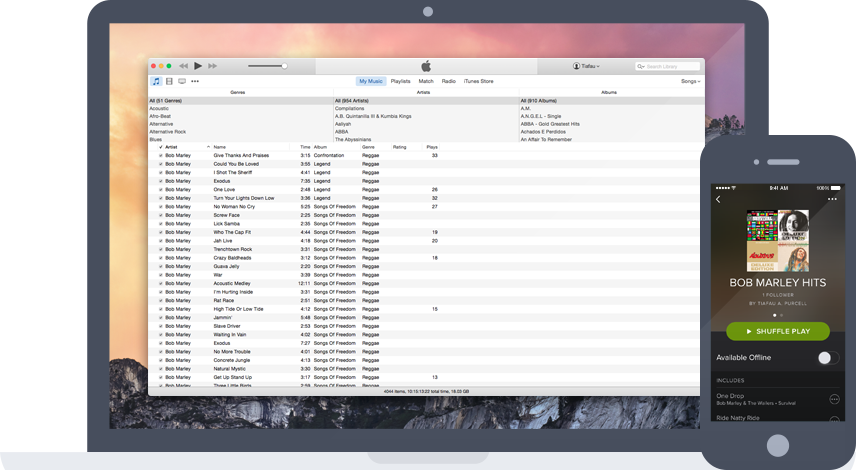 Tiafau
Search Library
My Music Playlists Match Radio iTunes Store
Songs
Genres Artists Albums
All (51 Genres) All (954 Artists) All (910 Albums)
Acoustic Compilations A.M.
Afro-Beat A.B. Quintanilla III & Kumbia Kings A.N.G.E.L - Single
Alternative Aaliyah ABBA - Gold Greatest Hits
Alternative Rock ABBA Achados E Perdidos
Blues The Abyssinians An Affair To Remember
Artist Name Time Album Genre Rating Plays
Bob Marley Give Thanks And Praises 3:15 Confrontation Reggae 33
Bob Marley Could You Be Loved 3:55 Legend Reggae
Bob Marley I Shot The Sheriff 4:41 Legend Reggae
Bob Marley Exodus 7:35 Legend Reggae
Bob Marley One Love 2:48 Legend Reggae 26
Bob Marley Turn Your Lights Down Low 3:36 Legend Reggae 32
Bob Marley No Woman No Cry 5:25 Songs Of Freedom Reggae 27
Bob Marley Screw Face 2:25 Songs Of Freedom Reggae
Bob Marley Lick Samba 2:35 Songs Of Freedom Reggae
Bob Marley Who The Cap Fit 4:44 Songs Of Freedom Reggae 19
Bob Marley Jah Live 4:18 Songs Of Freedom Reggae 20
Bob Marley Trenchtown Rock 3:31 Songs Of Freedom Reggae
Bob Marley Crazy Baldheads 3:12 Songs Of Freedom Reggae 18
Bob Marley Guava Jelly 2:20 Songs Of Freedom Reggae
Bob Marley War 3:39 Songs Of Freedom Reggae
Bob Marley Acoustic Medley 12:11 Songs Of Freedom Reggae
Bob Marley I'm Hurting Inside 3:31 Songs Of Freedom Reggae
Bob Marley Rat Race 2:51 Songs Of Freedom Reggae
Bob Marley High Tide Or Low Tide 4:12 Songs Of Freedom Reggae 15
Bob Marley Jammin' 5:48 Songs Of Freedom Reggae
Bob Marley Slave Driver 2:53 Songs Of Freedom Reggae
Bob Marley Waiting In Vain 4:02 Songs Of Freedom Reggae
Bob Marley Exodus 7:27 Songs Of Freedom Reggae
Bob Marley No More Trouble 4:01 Songs Of Freedom Reggae
Bob Marley Concrete Jungle 4:13 Songs Of Freedom Reggae
Bob Marley Natural Mystic 3:30 Songs Of Freedom Reggae
Bob Marley Get Up Stand Up 3:17 Songs Of Freedom Reggae 13
Bob Marley Three Little Birds 2:59 Songs Of Freedom Reggae
4044 items, 10:15:13:22 total time, 19.03 GB
9:41 AM 100%
DELUXE
EDITION
BOB MARLEY HITS
1 FOLLOWER
BY TIAFAU A. PURCELL
SHUFFLE PLAY
Available Offline
INCLUDES
One Drop
Bob Marley & The Wailers • Survival
Ride Natty Ride